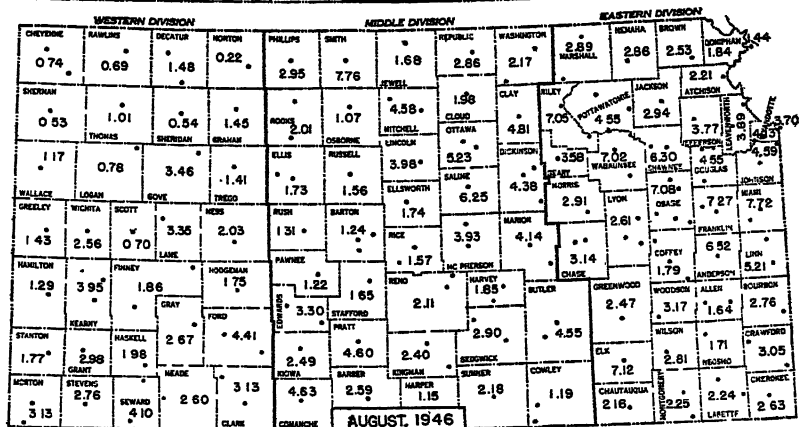 WESTERN DIVISION MIDDLE DIVISION EASTERN DIVISION
CHEYENNE RAWLINS DECATUR NORTON PHILLIPS SMITH JEWELL REPUBLIC WASHINGTON MARSHALL NEMAHA BROWN DONIPHAN
0.74 0.69 1.48 0.22 2.95 7.76 1.68 2.86 2.17 2.89 2.86 2.53 1.84 1.44
SHERMAN THOMAS SHERIDAN GRAHAM ROOKS OSBORNE MITCHELL CLOUD CLAY RILEY POTTAWATOMIE JACKSON ATCHISON
0.53 1.01 0.54 1.45 2.01 1.07 4.58 1.98 4.81 7.05 4.55 2.94 2.21
JEFFERSON LEAVENWORTH WYANDOTTE
3.77 3.89 3.70
WALLACE LOGAN GOVE TREGO ELLIS RUSSELL LINCOLN OTTAWA DICKINSON GEARY WABAUNSEE SHAWNEE DOUGLAS JOHNSON
1.17 0.78 3.46 1.41 1.73 1.56 3.98 5.23 4.38 3.58 7.02 6.30 4.55 4.59
ELLSWORTH SALINE MORRIS LYON OSAGE FRANKLIN MIAMI
1.74 6.25 2.91 2.61 7.08 7.27 7.72
GREELEY WICHITA SCOTT LANE NESS RUSH BARTON RICE MC PHERSON MARION CHASE COFFEY ANDERSON LINN
1.43 2.56 0.70 3.35 2.03 1.31 1.24 1.57 3.93 4.14 3.14 1.79 6.52 5.21
HAMILTON KEARNY FINNEY HODGEMAN PAWNEE STAFFORD RENO HARVEY BUTLER GREENWOOD WOODSON ALLEN BOURBON
1.29 3.95 1.86 1.75 1.22 1.65 2.11 1.85 4.55 2.47 3.17 1.64 2.76
GRAY FORD EDWARDS PRATT SEDGWICK WILSON NEOSHO CRAWFORD
2.67 4.41 3.30 4.60 2.90 2.81 1.71 3.05
STANTON GRANT HASKELL KIOWA KINGMAN ELK
1.77 2.98 1.98 2.49 2.40 7.12
MORTON STEVENS SEWARD MEADE CLARK COMANCHE BARBER HARPER SUMNER COWLEY CHAUTAUQUA MONTGOMERY LABETTE CHEROKEE
3.13 2.76 4.10 2.60 3.13 4.63 2.59 1.15 2.18 1.19 2.16 2.25 2.24 2.63
AUGUST, 1946